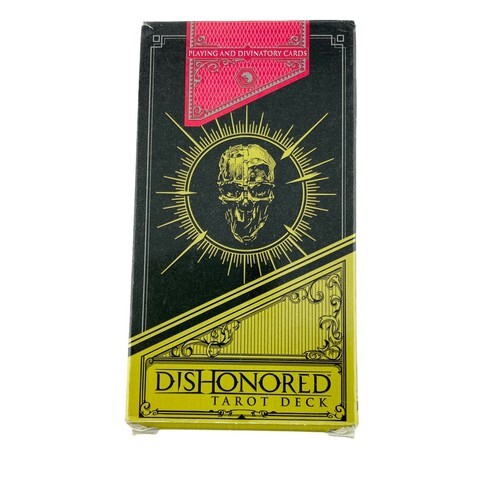 PLAYING AND DIVINATORY CARDS
DISHONORED
TAROT DECK